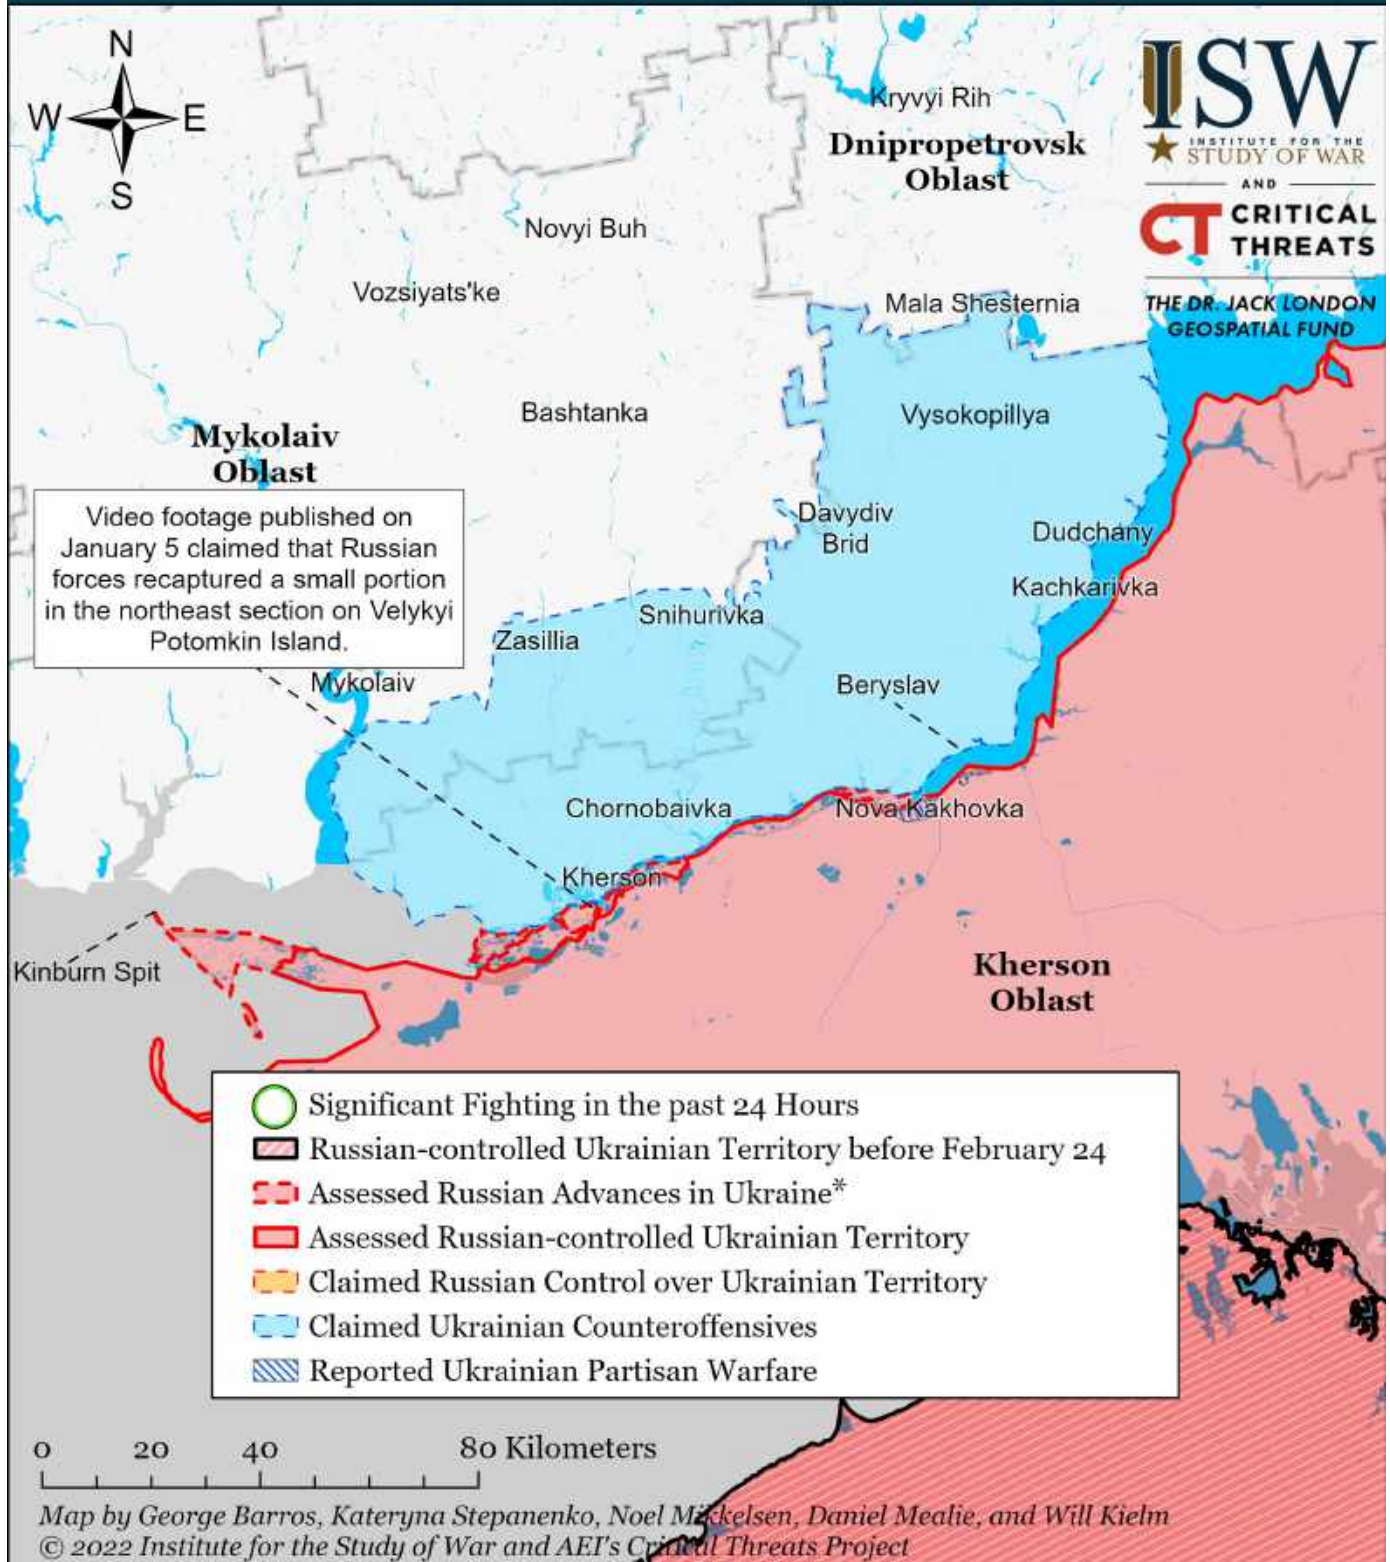 N
W E
S
ISW
INSTITUTE FOR THE
STUDY OF WAR
AND
CT CRITICAL
THREATS
THE DR. JACK LONDON
GEOSPATIAL FUND
Kryvyi Rih
Dnipropetrovsk
Oblast
Novyi Buh
Vozsiyats'ke
Mala Shesternia
Bashtanka
Vysokopillya
Mykolaiv
Oblast
Video footage published on
January 5 claimed that Russian
forces recaptured a small portion
in the northeast section on Velykyi
Potomkin Island.
Davydiv
Brid
Dudchany
Kachkarivka
Snihurivka
Zasillia
Mykolaiv
Beryslav
Chornobaivka
Nova Kakhovka
Kherson
Kinburn Spit
Kherson
Oblast
Significant Fighting in the past 24 Hours
Russian-controlled Ukrainian Territory before February 24
Assessed Russian Advances in Ukraine*
Assessed Russian-controlled Ukrainian Territory
Claimed Russian Control over Ukrainian Territory
Claimed Ukrainian Counteroffensives
Reported Ukrainian Partisan Warfare
0 20 40 80 Kilometers
Map by George Barros, Kateryna Stepanenko, Noel Mikkelsen, Daniel Mealie, and Will Kielm
© 2022 Institute for the Study of War and AEI's Critical Threats Project